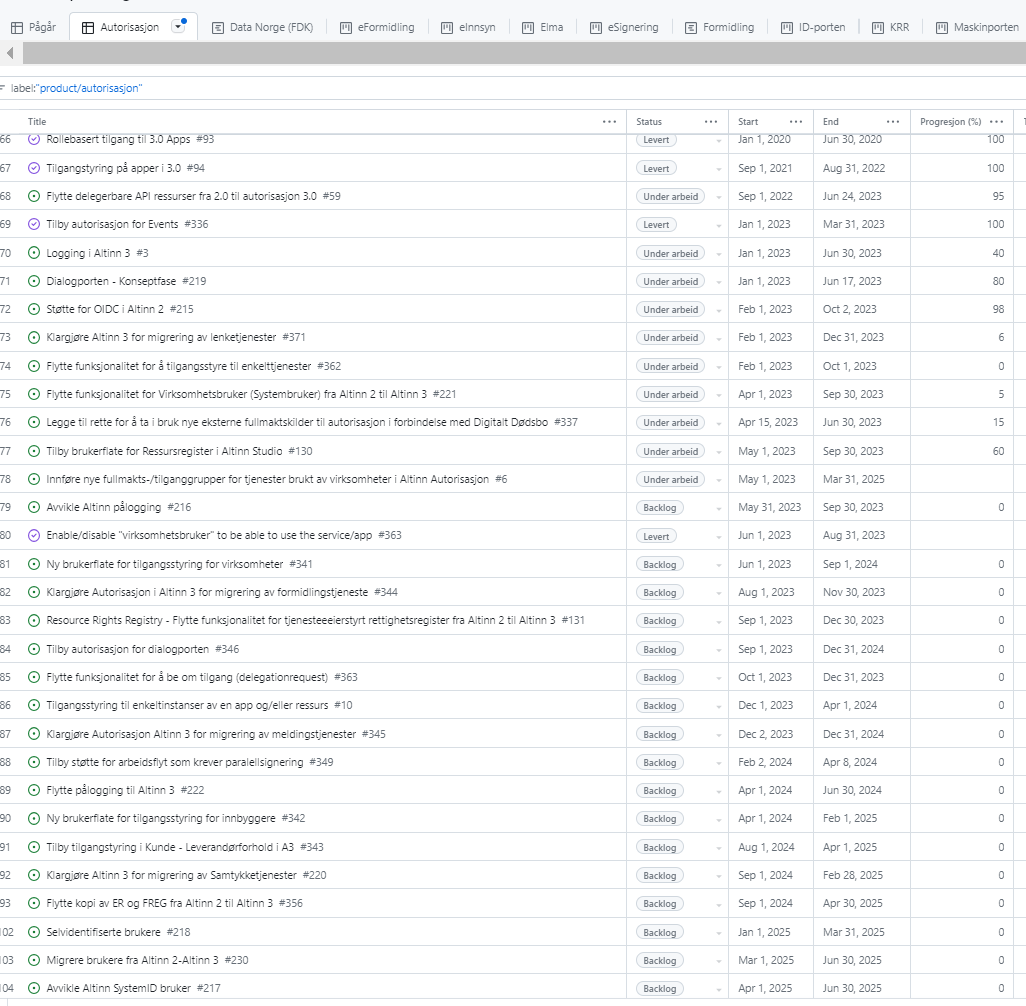 Pågår Autorisasjon Data Norge (FDK) eFormidling eInnsyn Elma eSignering Formidling ID-porten KRR Maskinporten
label:"product/autorisasjon"
Title ... Status ... Start ... End ... Progresjon (%) ...
66 Rollebasert tilgang til 3.0 Apps #93 Levert Jan 1, 2020 Jun 30, 2020 100
67 Tilgangstyring på apper i 3.0 #94 Levert Sep 1, 2021 Aug 31, 2022 100
68 Flytte delegerbare API ressurser fra 2.0 til autorisasjon 3.0 #59 Under arbeid Sep 1, 2022 Jun 24, 2023 95
69 Tilby autorisasjon for Events #336 Levert Jan 1, 2023 Mar 31, 2023 100
70 Logging i Altinn 3 #3 Under arbeid Jan 1, 2023 Jun 30, 2023 40
71 Dialogporten - Konseptfase #219 Under arbeid Jan 1, 2023 Jun 17, 2023 80
72 Støtte for OIDC i Altinn 2 #215 Under arbeid Feb 1, 2023 Oct 2, 2023 98
73 Klargjøre Altinn 3 for migrering av lenketjenester #371 Under arbeid Feb 1, 2023 Dec 31, 2023 6
74 Flytte funksjonalitet for å tilgangsstyre til enkelttjenester #362 Under arbeid Feb 1, 2023 Oct 1, 2023 0
75 Flytte funksjonalitet for Virksomhetsbruker (Systembruker) fra Altinn 2 til Altinn 3 #221 Under arbeid Apr 1, 2023 Sep 30, 2023 5
76 Legge til rette for å ta i bruk nye eksterne fullmaktskilder til autorisasjon i forbindelse med Digitalt Dødsbo #337 Under arbeid Apr 15, 2023 Jun 30, 2023 15
77 Tilby brukerflate for Ressursregister i Altinn Studio #130 Under arbeid May 1, 2023 Sep 30, 2023 60
78 Innføre nye fullmakts-/tilganggrupper for tjenester brukt av virksomheter i Altinn Autorisasjon #6 Under arbeid May 1, 2023 Mar 31, 2025
79 Avvikle Altinn pålogging #216 Backlog May 31, 2023 Sep 30, 2023 0
80 Enable/disable "virksomhetsbruker" to be able to use the service/app #363 Levert Jun 1, 2023 Aug 31, 2023
81 Ny brukerflate for tilgangsstyring for virksomheter #341 Backlog Jun 1, 2023 Sep 1, 2024 0
82 Klargjøre Autorisasjon i Altinn 3 for migrering av formidlingstjeneste #344 Backlog Aug 1, 2023 Nov 30, 2023 0
83 Resource Rights Registry - Flytte funksjonalitet for tjenesteeeierstyrt rettighetsregister fra Altinn 2 til Altinn 3 #131 Backlog Sep 1, 2023 Dec 30, 2023 0
84 Tilby autorisasjon for dialogporten #346 Backlog Sep 1, 2023 Dec 31, 2024 0
85 Flytte funksjonalitet for å be om tilgang (delegationrequest) #363 Backlog Oct 1, 2023 Dec 31, 2023 0
86 Tilgangsstyring til enkeltinstanser av en app og/eller ressurs #10 Backlog Dec 1, 2023 Apr 1, 2024 0
87 Klargjøre Autorisasjon Altinn 3 for migrering av meldingstjenester #345 Backlog Dec 2, 2023 Dec 31, 2024 0
88 Tilby støtte for arbeidsflyt som krever paralellsignering #349 Backlog Feb 2, 2024 Apr 8, 2024 0
89 Flytte pålogging til Altinn 3 #222 Backlog Apr 1, 2024 Jun 30, 2024 0
90 Ny brukerflate for tilgangsstyring for innbyggere #342 Backlog Apr 1, 2024 Feb 1, 2025 0
91 Tilby tilgangstyring i Kunde - Leverandørforhold i A3 #343 Backlog Aug 1, 2024 Apr 1, 2025 0
92 Klargjøre Altinn 3 for migrering av Samtykketjenester #220 Backlog Sep 1, 2024 Feb 28, 2025 0
93 Flytte kopi av ER og FREG fra Altinn 2 til Altinn 3 #356 Backlog Sep 1, 2024 Apr 30, 2025 0
102 Selvidentifiserte brukere #218 Backlog Jan 1, 2025 Mar 31, 2025 0
103 Migrere brukere fra Altinn 2-Altinn 3 #230 Backlog Mar 1, 2025 Jun 30, 2025 0
104 Avvikle Altinn SystemID bruker #217 Backlog Apr 1, 2025 Jun 30, 2025 0